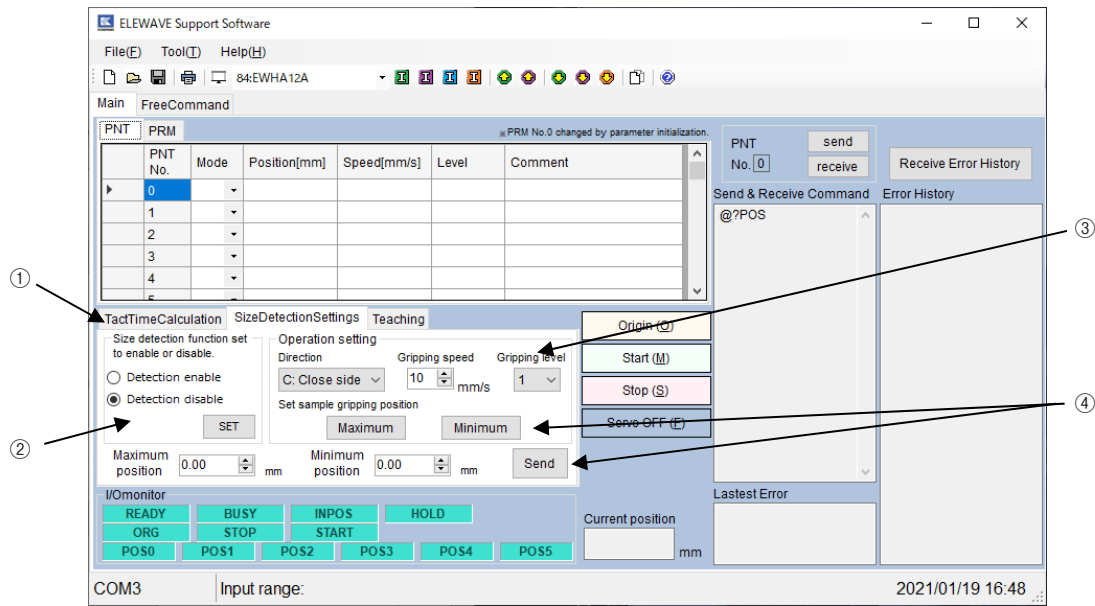 ELEWAVE Support Software
File(F) Tool(T) Help(H)
84:EWHA12A
Main FreeCommand
PNT PRM
※PRM No.0 changed by parameter initialization.
PNT No. Mode Position[mm] Speed[mm/s] Level Comment
0
1
2
3
4
PNT
No. 0
send
receive
Receive Error History
Send & Receive Command
Error History
@?POS
①
②
③
④
TactTimeCalculation SizeDetectionSettings Teaching
Size detection function set
to enable or disable.
Detection enable
Detection disable
SET
Operation setting
Direction Gripping speed Gripping level
C: Close side 10 mm/s 1
Set sample gripping position
Maximum Minimum
Maximum
position 0.00 mm
Minimum
position 0.00 mm
Send
Origin (O)
Start (M)
Stop (S)
Servo OFF (F)
I/Omonitor
READY BUSY INPOS HOLD
ORG STOP START
POS0 POS1 POS2 POS3 POS4 POS5
Current position
mm
Lastest Error
COM3 Input range: 2021/01/19 16:48